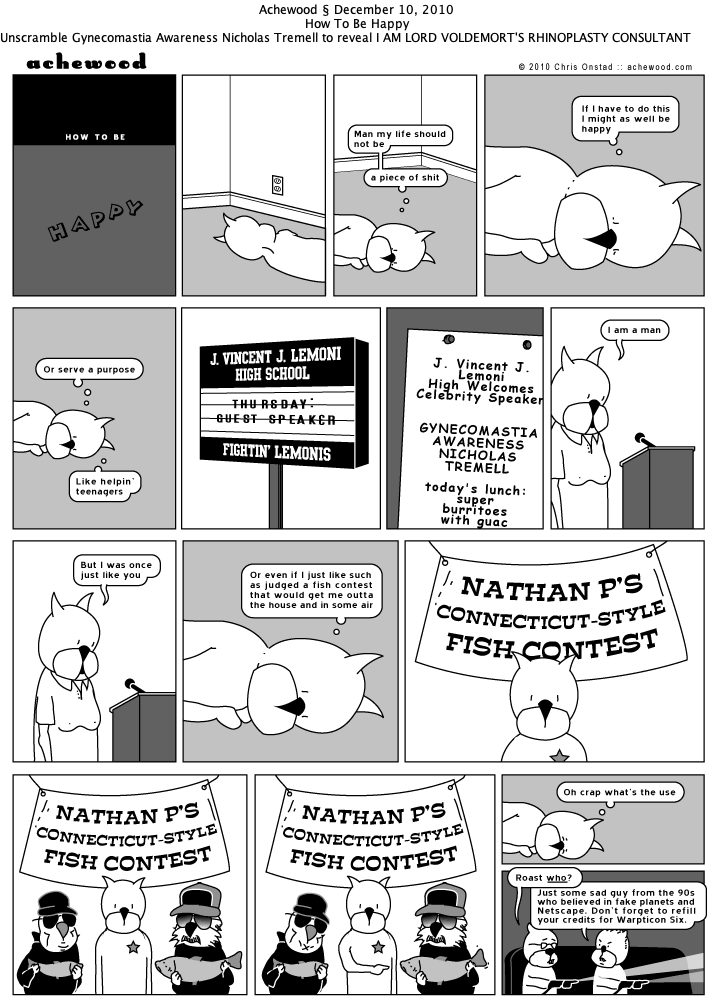 Achewood § December 10, 2010
How To Be Happy
Unscramble Gynecomastia Awareness Nicholas Tremell to reveal I AM LORD VOLDEMORT'S RHINOPLASTY CONSULTANT
achewood
© 2010 Chris Onstad :: achewood.com
HOW TO BE
HAPPY
Man my life should
not be
a piece of shit
If I have to do this
I might as well be
happy
Or serve a purpose
Like helpin'
teenagers
J. VINCENT J. LEMONI
HIGH SCHOOL
THURSDAY:
GUEST SPEAKER
FIGHTIN' LEMONIS
J. Vincent J.
Lemoni
High Welcomes
Celebrity Speaker
GYNECOMASTIA
AWARENESS
NICHOLAS
TREMELL
today's lunch:
super
burritoes
with guac
I am a man
But I was once
just like you
Or even if I just like such
as judged a fish contest
that would get me outta
the house and in some air
NATHAN P'S
CONNECTICUT-STYLE
FISH CONTEST
NATHAN P'S
CONNECTICUT-STYLE
FISH CONTEST
NATHAN P'S
CONNECTICUT-STYLE
FISH CONTEST
Oh crap what's the use
Roast who?
Just some sad guy from the 90s
who believed in fake planets and
Netscape. Don't forget to refill
your credits for Warpticon Six.